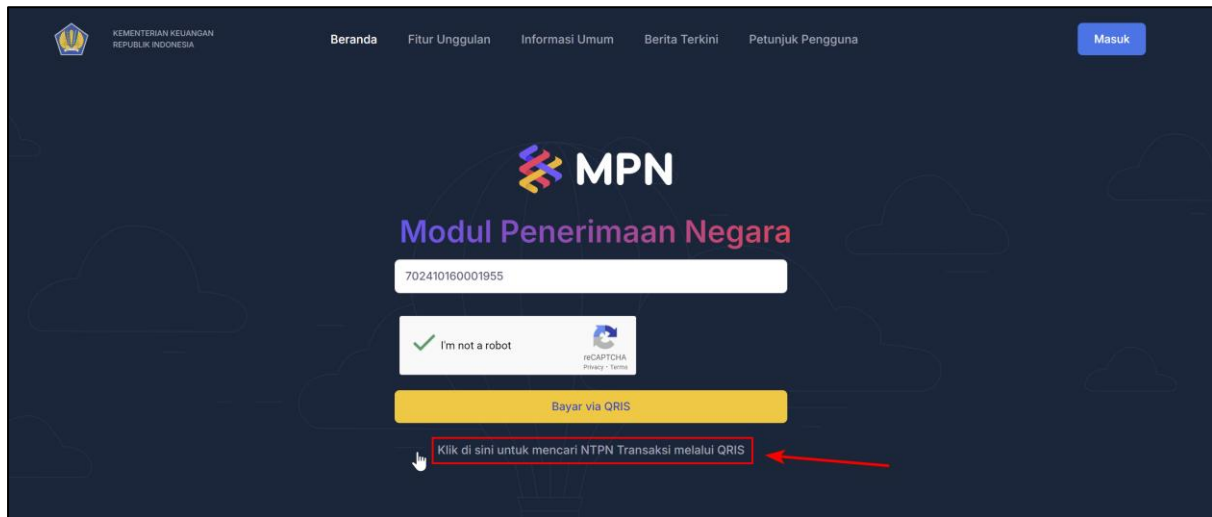 KEMENTERIAN KEUANGAN
REPUBLIK INDONESIA
Beranda
Fitur Unggulan
Informasi Umum
Berita Terkini
Petunjuk Pengguna
Masuk
MPN
Modul Penerimaan Negara
702410160001955
I'm not a robot
reCAPTCHA
Privacy - Terms
Bayar via QRIS
Klik di sini untuk mencari NTPN Transaksi melalui QRIS